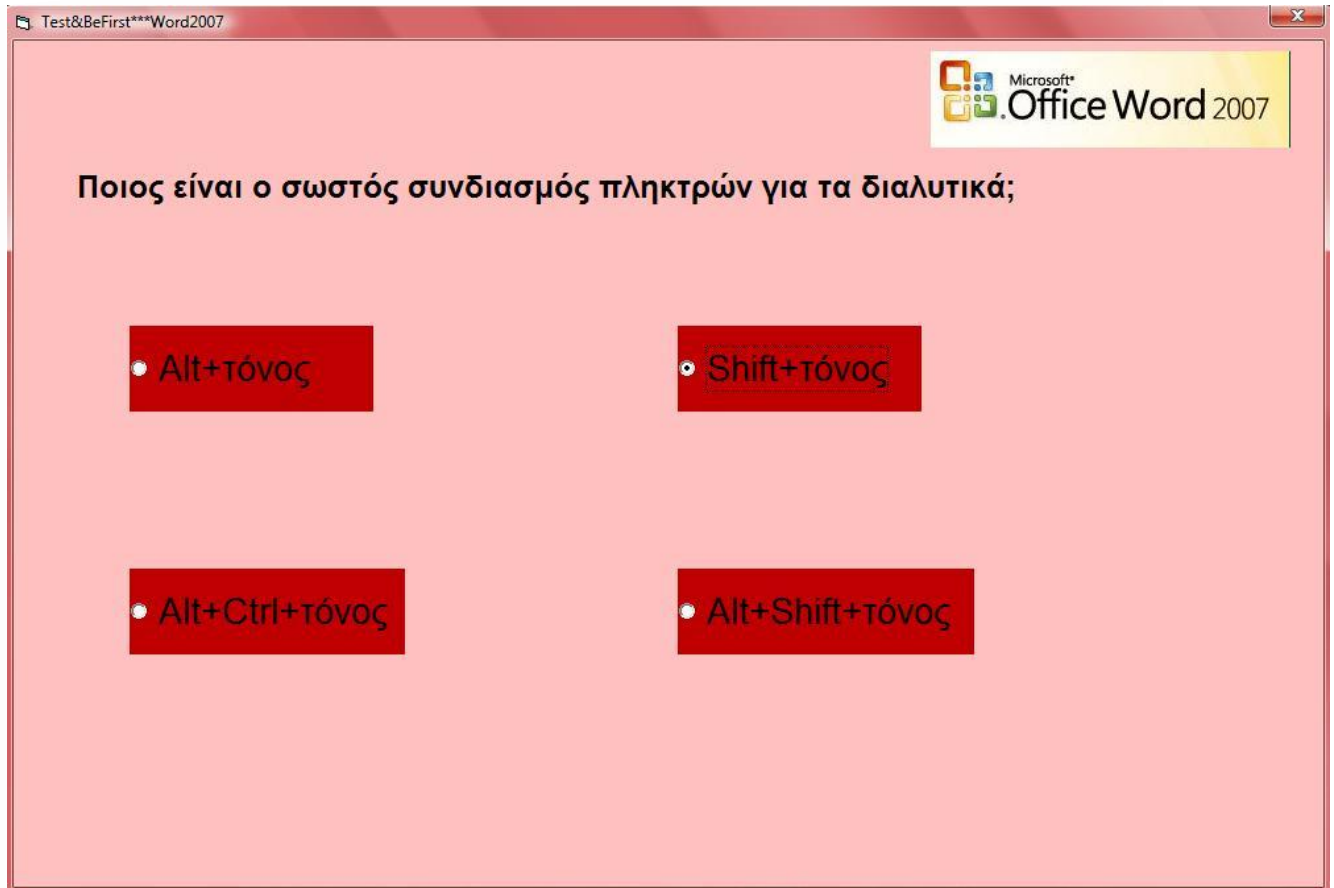 Test&BeFirst***Word2007
Microsoft®
Office Word 2007
Ποιος είναι ο σωστός συνδιασμός πληκτρών για τα διαλυτικά;
Alt+τόνος
Shift+τόνος
Alt+Ctrl+τόνος
Alt+Shift+τόνος